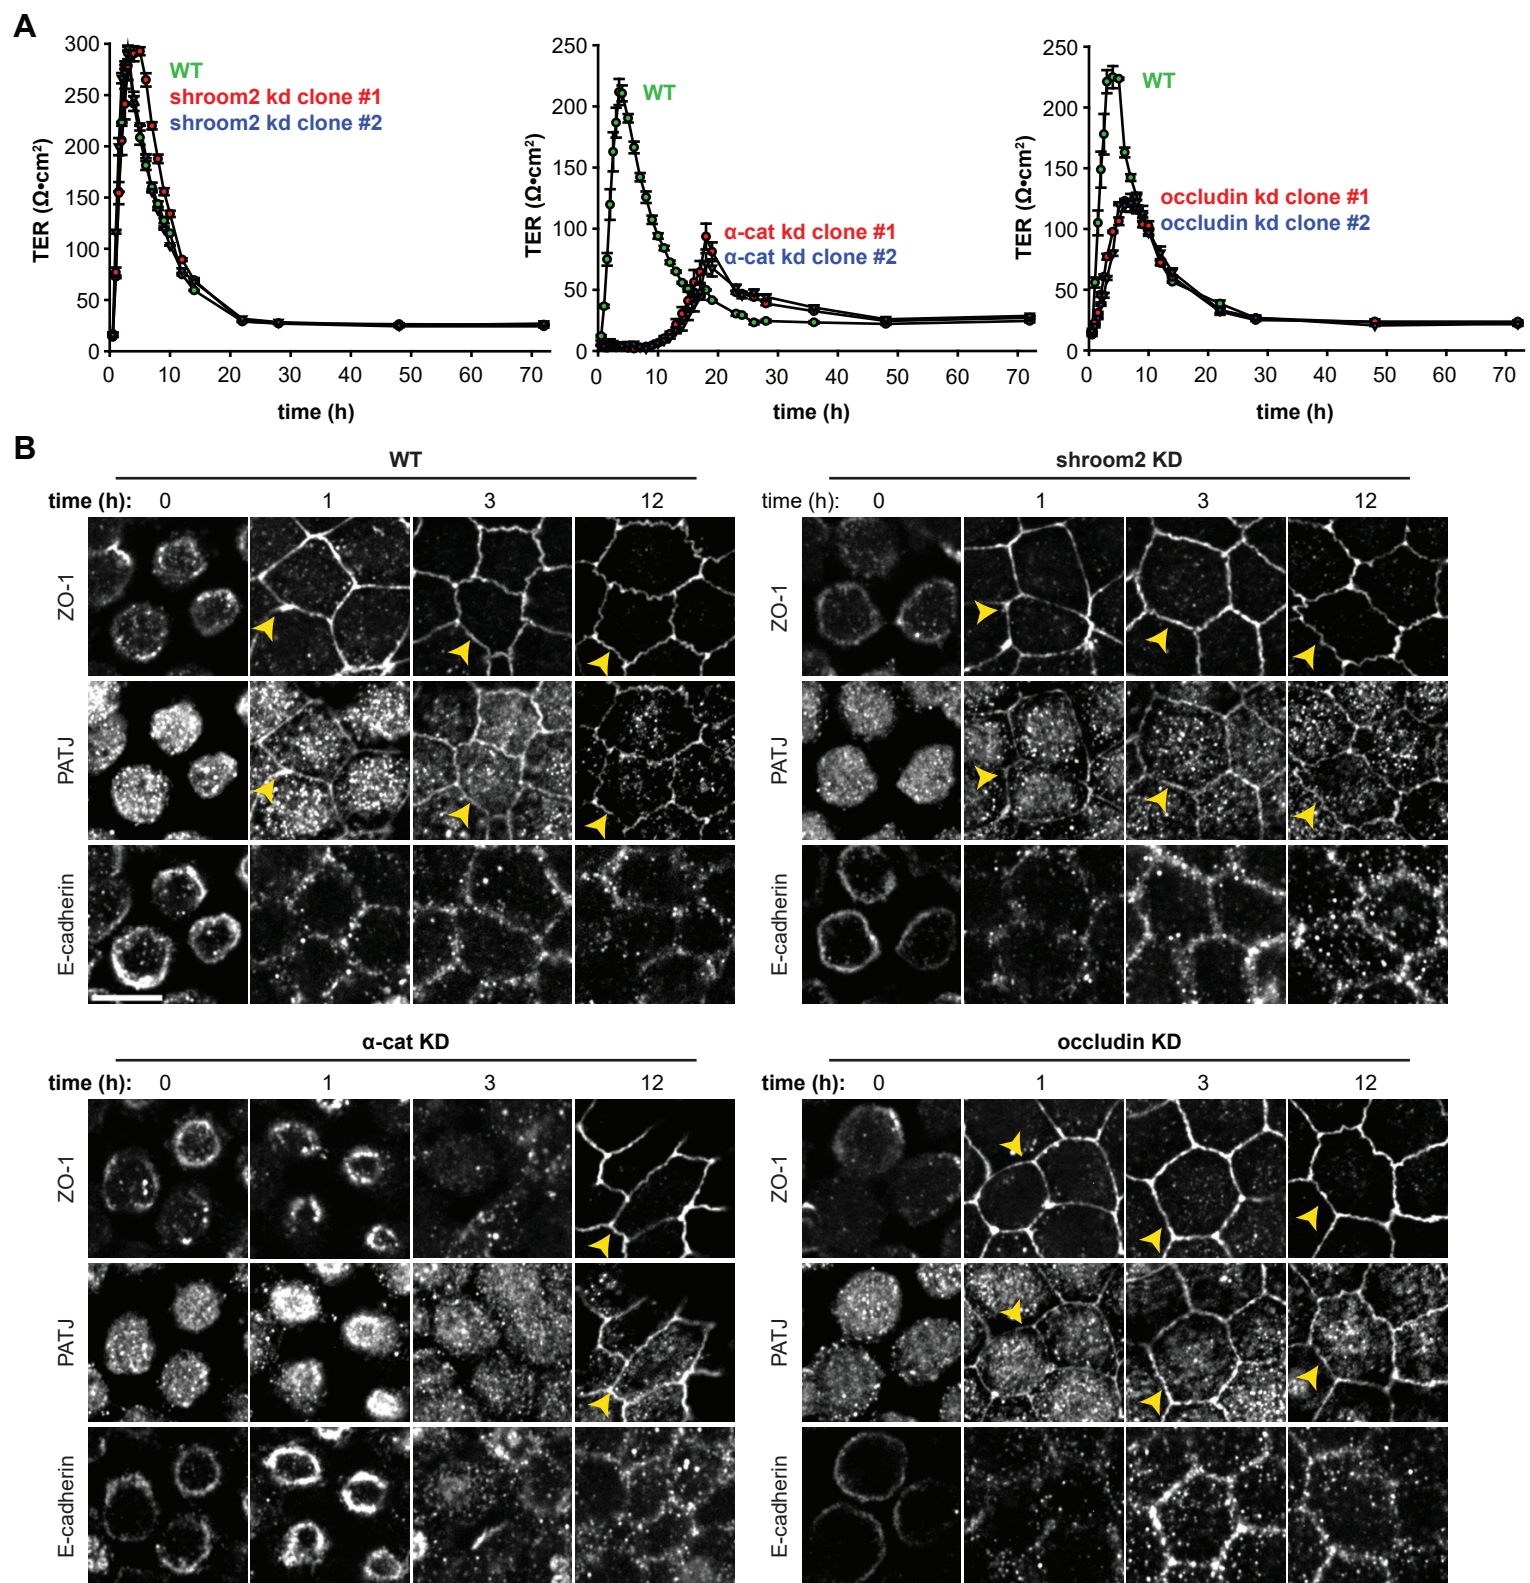 A
300
250
200
150
100
50
0
TER (Ω•cm²)
WT
shroom2 kd clone #1
shroom2 kd clone #2
0 10 20 30 40 50 60 70
time (h)
250
200
150
100
50
0
TER (Ω•cm²)
WT
α-cat kd clone #1
α-cat kd clone #2
0 10 20 30 40 50 60 70
time (h)
250
200
150
100
50
0
TER (Ω•cm²)
WT
occludin kd clone #1
occludin kd clone #2
0 10 20 30 40 50 60 70
time (h)
B
WT
time (h): 0 1 3 12
ZO-1
PATJ
E-cadherin
shroom2 KD
time (h): 0 1 3 12
ZO-1
PATJ
E-cadherin
α-cat KD
time (h): 0 1 3 12
ZO-1
PATJ
E-cadherin
occludin KD
time (h): 0 1 3 12
ZO-1
PATJ
E-cadherin